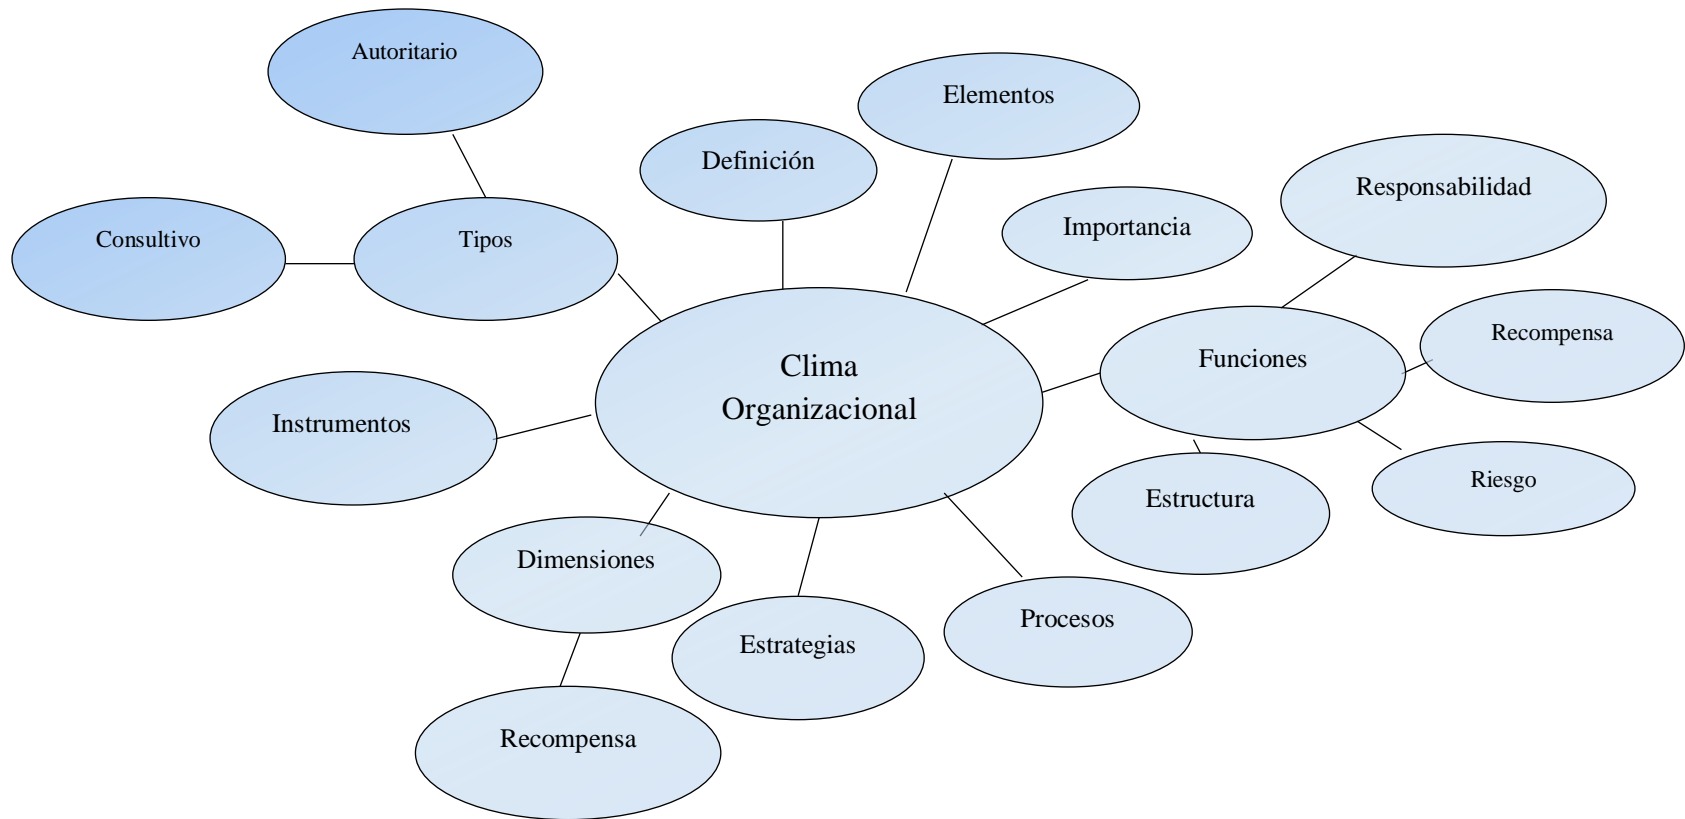 Autoritario
Elementos
Definición
Responsabilidad
Importancia
Consultivo
Tipos
Recompensa
Funciones
Clima
Organizacional
Instrumentos
Riesgo
Estructura
Dimensiones
Procesos
Estrategias
Recompensa